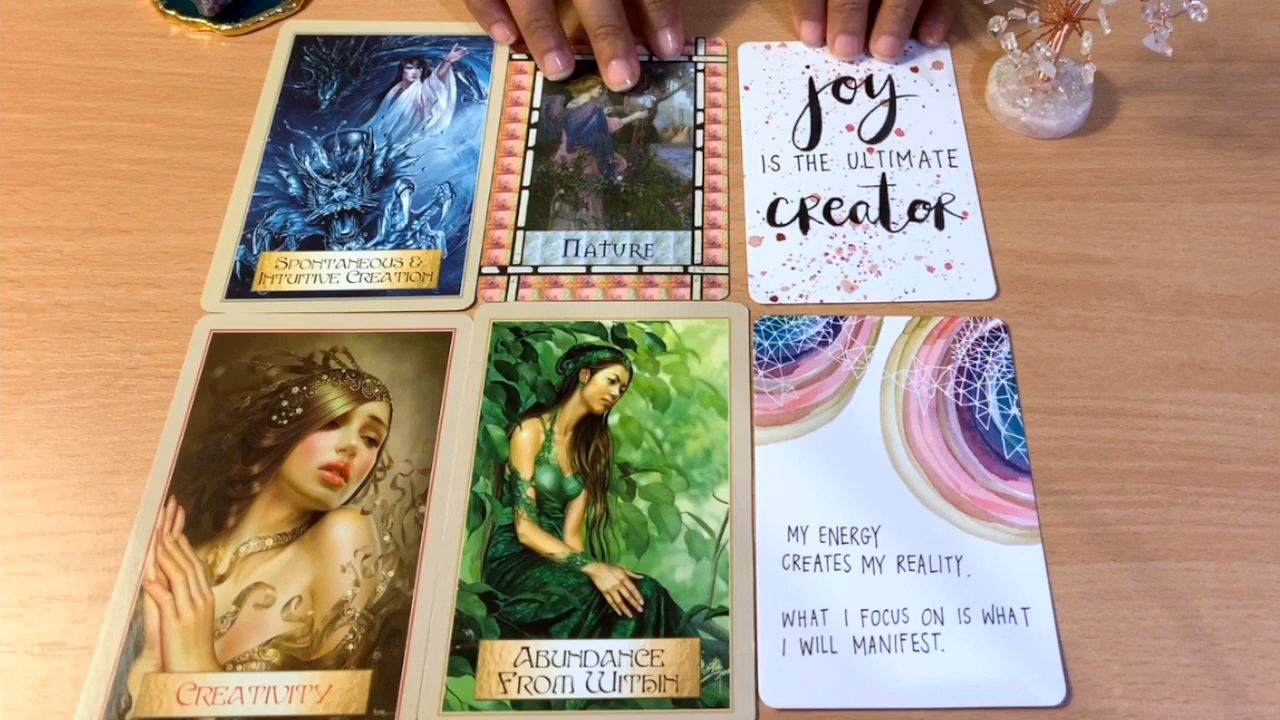 SPONTANEOUS &
INTUITIVE CREATION
NATURE
joy
IS THE ULTIMATE
creator
CREATIVITY
ABUNDANCE
FROM WITHIN
MY ENERGY
CREATES MY REALITY.
WHAT I FOCUS ON IS WHAT
I WILL MANIFEST.